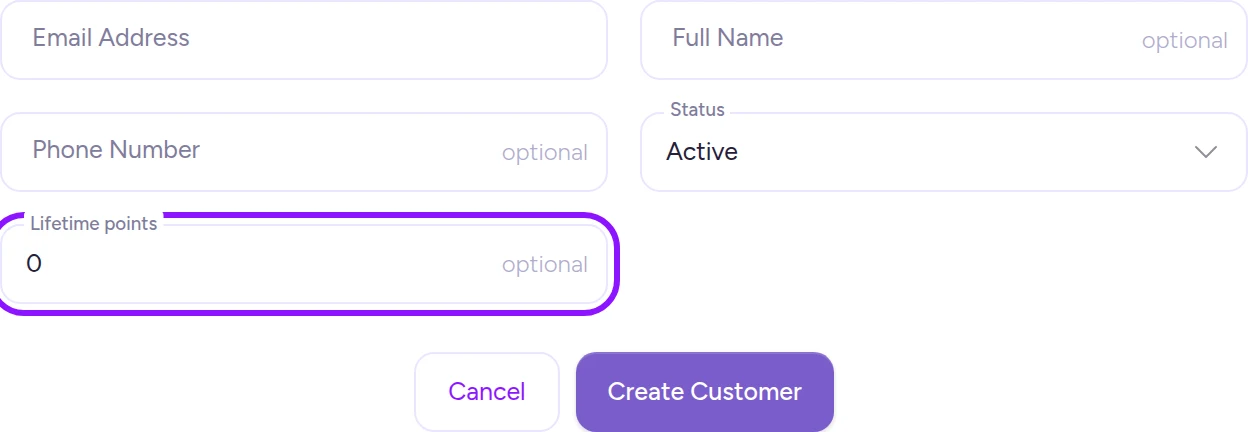 Email Address
Full Name
optional
Phone Number
optional
Status
Active
Lifetime points
0
optional
Cancel
Create Customer